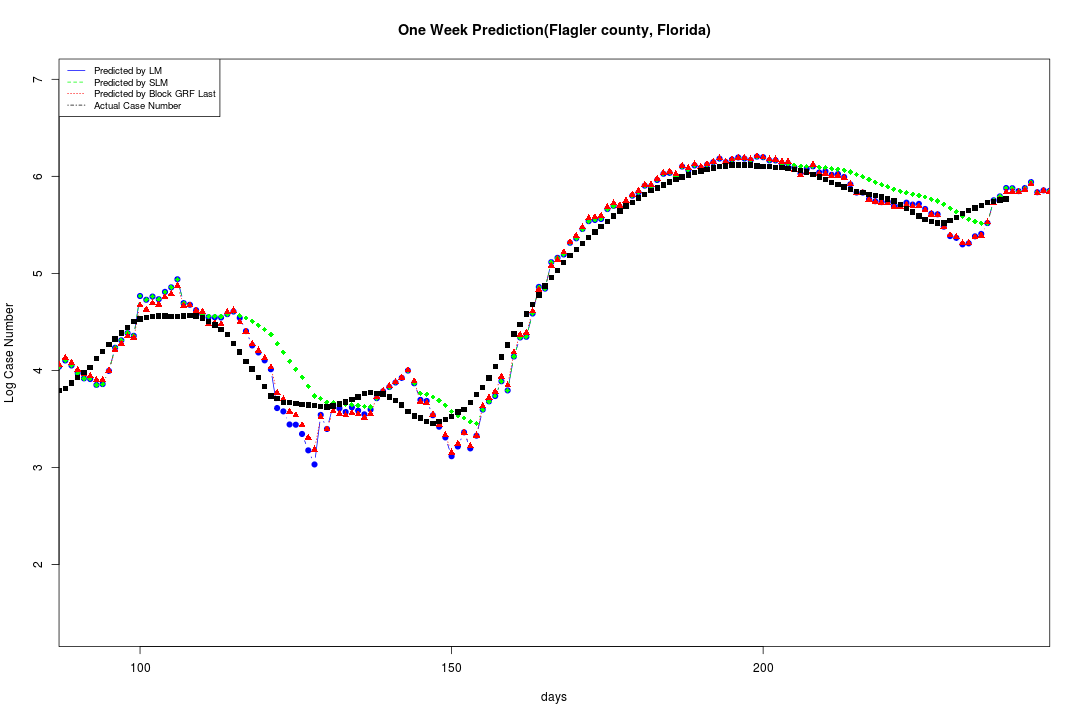 One Week Prediction(Flagler county, Florida)
Predicted by LM
Predicted by SLM
Predicted by Block GRF Last
Actual Case Number
7
6
5
4
3
2
Log Case Number
100
150
200
days